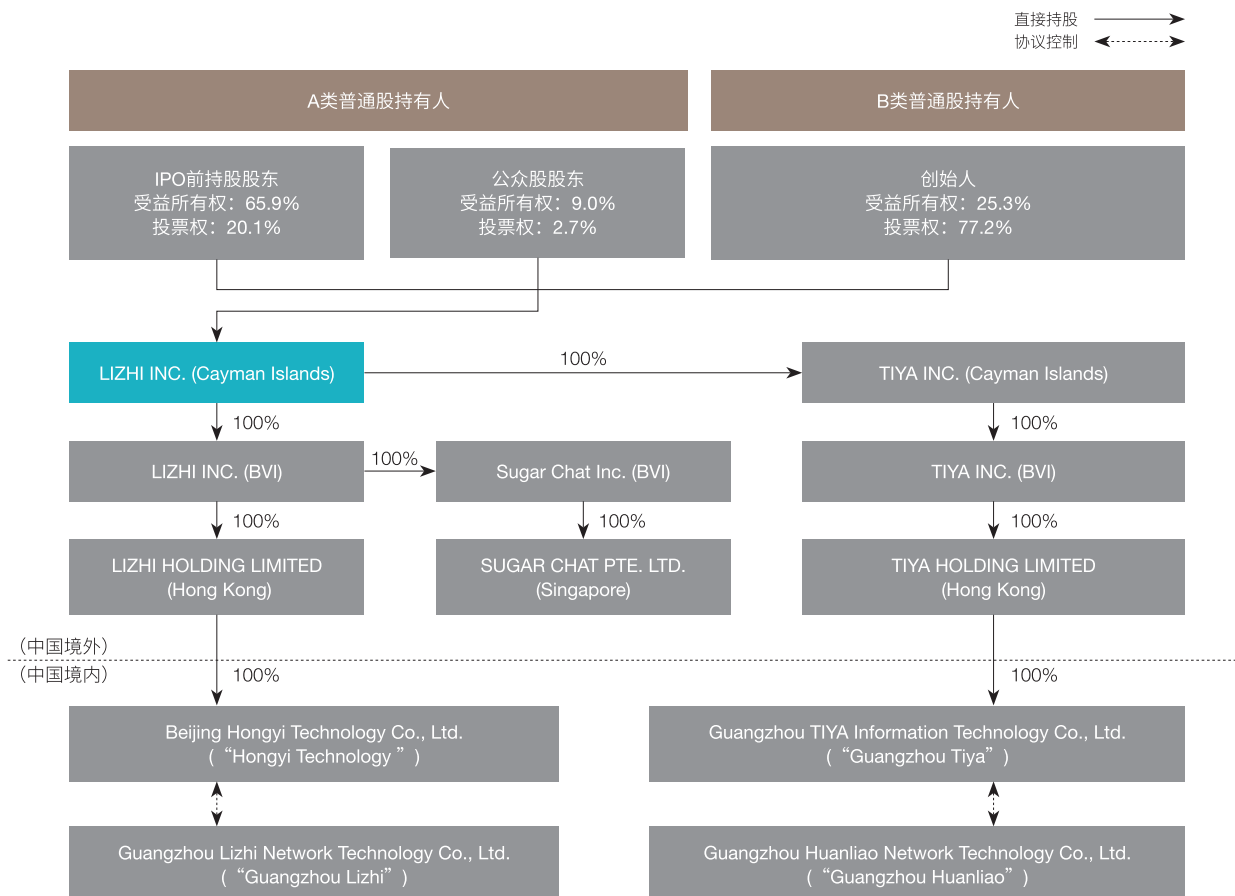 直接持股
协议控制
A类普通股持有人
B类普通股持有人
IPO前持股股东
受益所有权：65.9%
投票权：20.1%
公众股股东
受益所有权：9.0%
投票权：2.7%
创始人
受益所有权：25.3%
投票权：77.2%
LIZHI INC. (Cayman Islands)
100%
TIYA INC. (Cayman Islands)
100%
100%
LIZHI INC. (BVI)
100%
Sugar Chat Inc. (BVI)
TIYA INC. (BVI)
100%
100%
100%
LIZHI HOLDING LIMITED
(Hong Kong)
SUGAR CHAT PTE. LTD.
(Singapore)
TIYA HOLDING LIMITED
(Hong Kong)
（中国境外）
（中国境内）
100%
100%
Beijing Hongyi Technology Co., Ltd.
(“Hongyi Technology ”)
Guangzhou TIYA Information Technology Co., Ltd.
(“Guangzhou Tiya”)
Guangzhou Lizhi Network Technology Co., Ltd.
(“Guangzhou Lizhi”)
Guangzhou Huanliao Network Technology Co., Ltd.
(“Guangzhou Huanliao”)